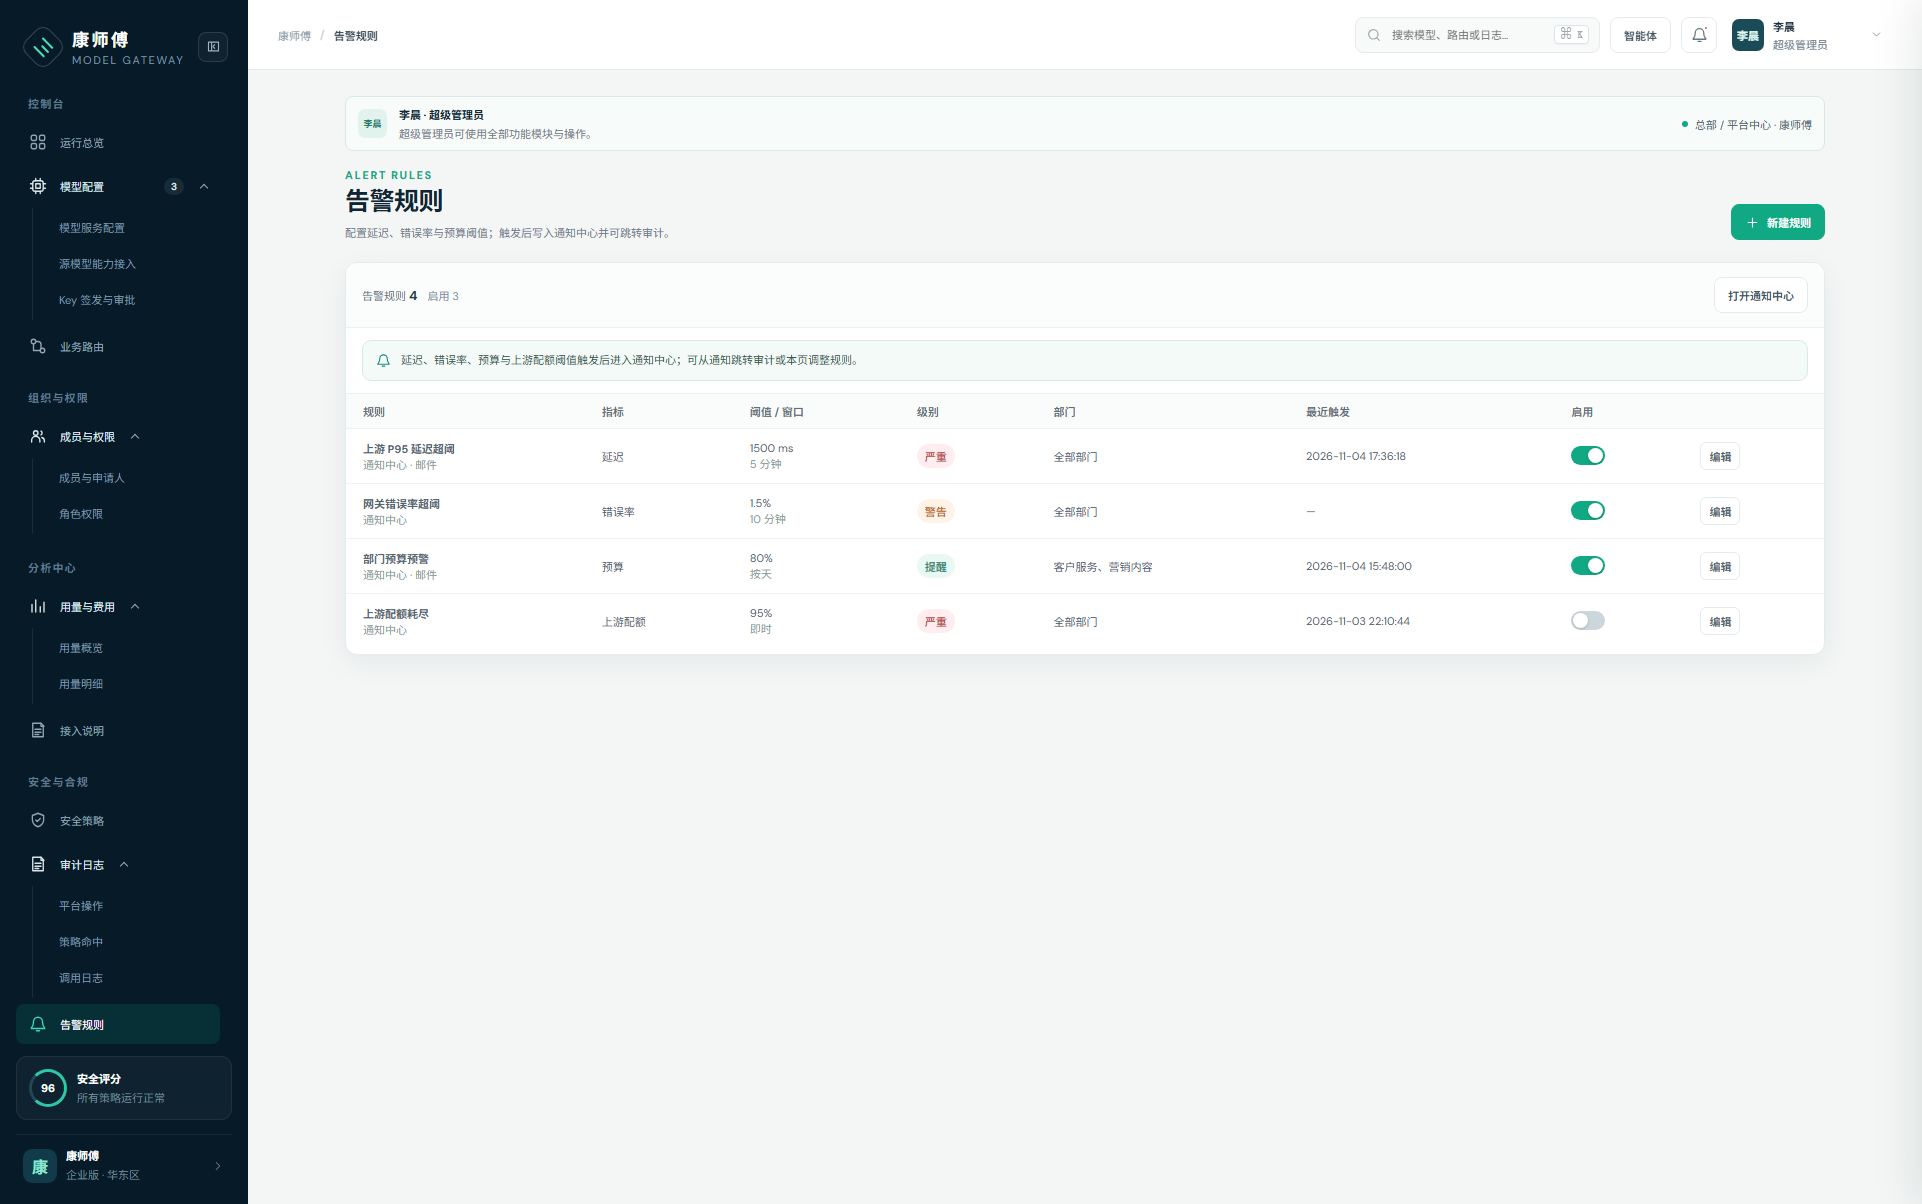 康师傅
MODEL GATEWAY
控制台
运行总览
模型配置 3
模型服务配置
源模型能力接入
Key 签发与审批
业务路由
组织与权限
成员与权限
成员与申请人
角色权限
分析中心
用量与费用
用量概览
用量明细
接入说明
安全与合规
安全策略
审计日志
平台操作
策略命中
调用日志
告警规则
96
安全评分
所有策略运行正常
康
康师傅
企业版 · 华东区
康师傅 / 告警规则
搜索模型、路由或日志... ⌘ K
智能体
李晨
李晨
超级管理员
李晨
李晨 · 超级管理员
超级管理员可使用全部功能模块与操作。
总部 / 平台中心 · 康师傅
ALERT RULES
告警规则
配置延迟、错误率与预算阈值；触发后写入通知中心并可跳转审计。
新建规则
告警规则 4 启用 3
打开通知中心
延迟、错误率、预算与上游配额阈值触发后进入通知中心；可从通知跳转审计或本页调整规则。
规则 指标 阈值 / 窗口 级别 部门 最近触发 启用
上游 P95 延迟超阈
通知中心 · 邮件
延迟
1500 ms
5 分钟
严重
全部部门
2026-11-04 17:36:18
编辑
网关错误率超阈
通知中心
错误率
1.5%
10 分钟
警告
全部部门
—
编辑
部门预算预警
通知中心 · 邮件
预算
80%
按天
提醒
客户服务、营销内容
2026-11-04 15:48:00
编辑
上游配额耗尽
通知中心
上游配额
95%
即时
严重
全部部门
2026-11-03 22:10:44
编辑